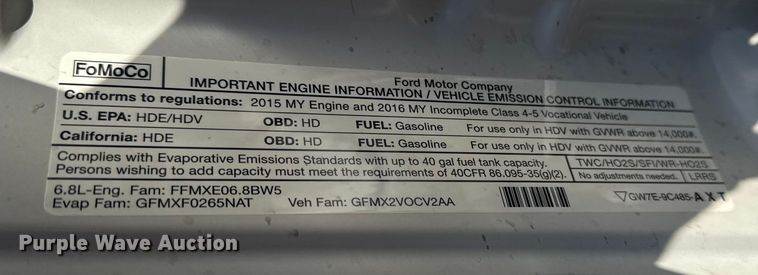 FoMoCo
Ford Motor Company
IMPORTANT ENGINE INFORMATION / VEHICLE EMISSION CONTROL INFORMATION
Conforms to regulations: 2015 MY Engine and 2016 MY Incomplete Class 4-5 Vocational Vehicle
U.S. EPA: HDE/HDV OBD: HD FUEL: Gasoline For use only in HDV with GVWR above 14,000#.
California: HDE OBD: HD FUEL: Gasoline For use only in HDV with GVWR above 14,000#.
Complies with Evaporative Emissions Standards with up to 40 gal fuel tank capacity. TWC/HO2S/SFI/WR-HO2S
Persons wishing to add capacity must meet the requirements of 40CFR 86.095-35(g)(2). No adjustments needed. LRRS
6.8L-Eng. Fam: FFMXE06.8BW5 GW7E-9C485-AXT
Evap Fam: GFMXF0265NAT Veh Fam: GFMX2VOCV2AA
Purple Wave Auction